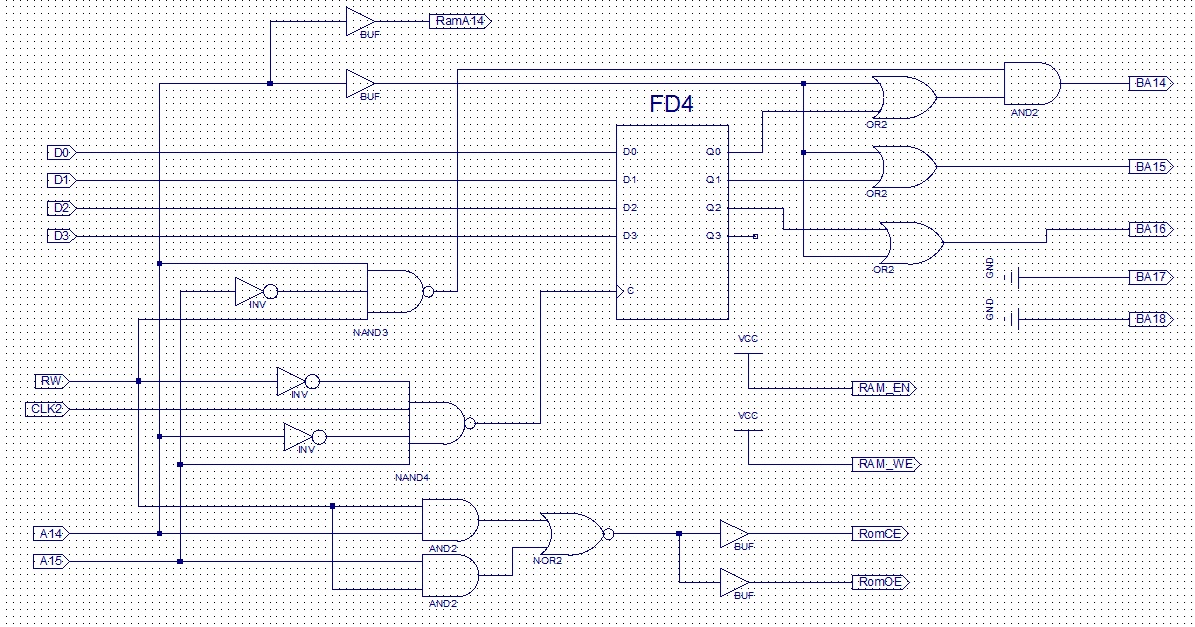 RamA14
BUF
BUF
BA14
AND2
OR2
FD4
D0
D0
Q0
D1
D1
Q1
BA15
OR2
D2
D2
Q2
D3
D3
Q3
BA16
OR2
GND
BA17
C
INV
GND
BA18
NAND3
VCC
RW
INV
RAM_EN
CLK2
VCC
INV
RAM_WE
NAND4
A14
RomCE
AND2
NOR2
BUF
A15
RomOE
AND2
BUF